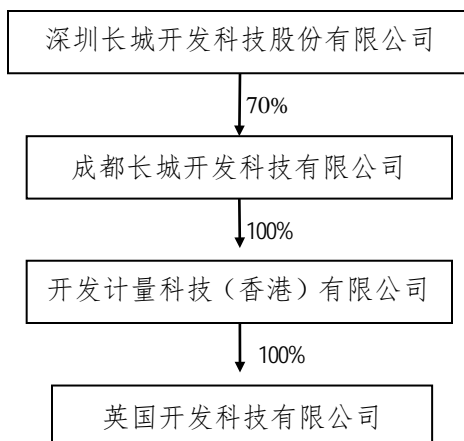 深圳长城开发科技股份有限公司
70%
成都长城开发科技有限公司
100%
开发计量科技（香港）有限公司
100%
英国开发科技有限公司